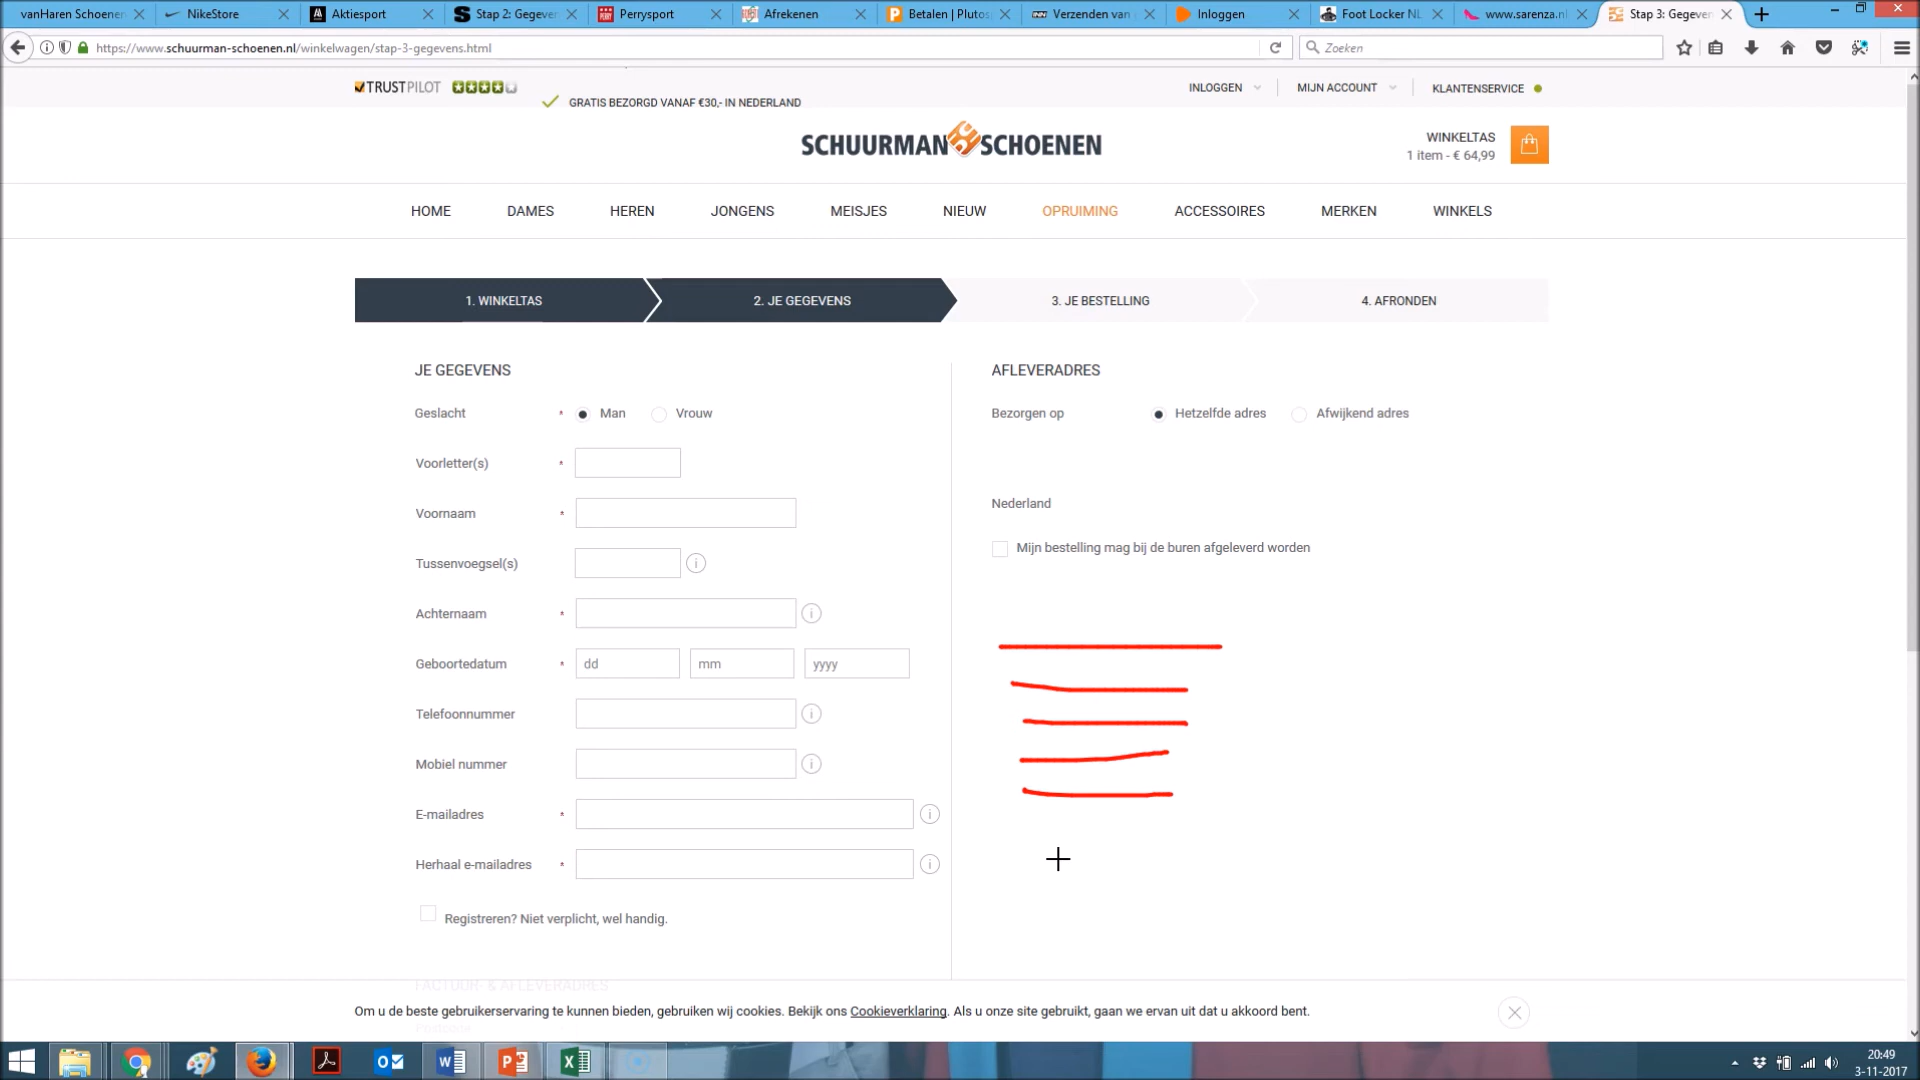 vanHaren Schoenen
NikeStore
Aktiesport
Stap 2: Gegeven
Perrysport
Afrekenen
Betalen | Plutos
Verzenden van
Inloggen
Foot Locker NL
www.sarenza.nl
Stap 3: Gegeven
https://www.schuurman-schoenen.nl/winkelwagen/stap-3-gegevens.html
Zoeken
TRUSTPILOT
GRATIS BEZORGD VANAF €30,- IN NEDERLAND
INLOGGEN
MIJN ACCOUNT
KLANTENSERVICE
SCHUURMAN SCHOENEN
WINKELTAS
1 item - € 64,99
HOME DAMES HEREN JONGENS MEISJES NIEUW OPRUIMING ACCESSOIRES MERKEN WINKELS
1. WINKELTAS
2. JE GEGEVENS
3. JE BESTELLING
4. AFRONDEN
JE GEGEVENS
Geslacht * Man Vrouw
Voorletter(s) *
Voornaam *
Tussenvoegsel(s) i
Achternaam * i
Geboortedatum * dd mm yyyy
Telefoonnummer i
Mobiel nummer i
E-mailadres * i
Herhaal e-mailadres * i
Registreren? Niet verplicht, wel handig.
FACTUUR- & AFLEVERADRES
AFLEVERADRES
Bezorgen op Hetzelfde adres Afwijkend adres
Nederland
Mijn bestelling mag bij de buren afgeleverd worden
Om u de beste gebruikerservaring te kunnen bieden, gebruiken wij cookies. Bekijk ons Cookieverklaring. Als u onze site gebruikt, gaan we ervan uit dat u akkoord bent.
20:49
3-11-2017